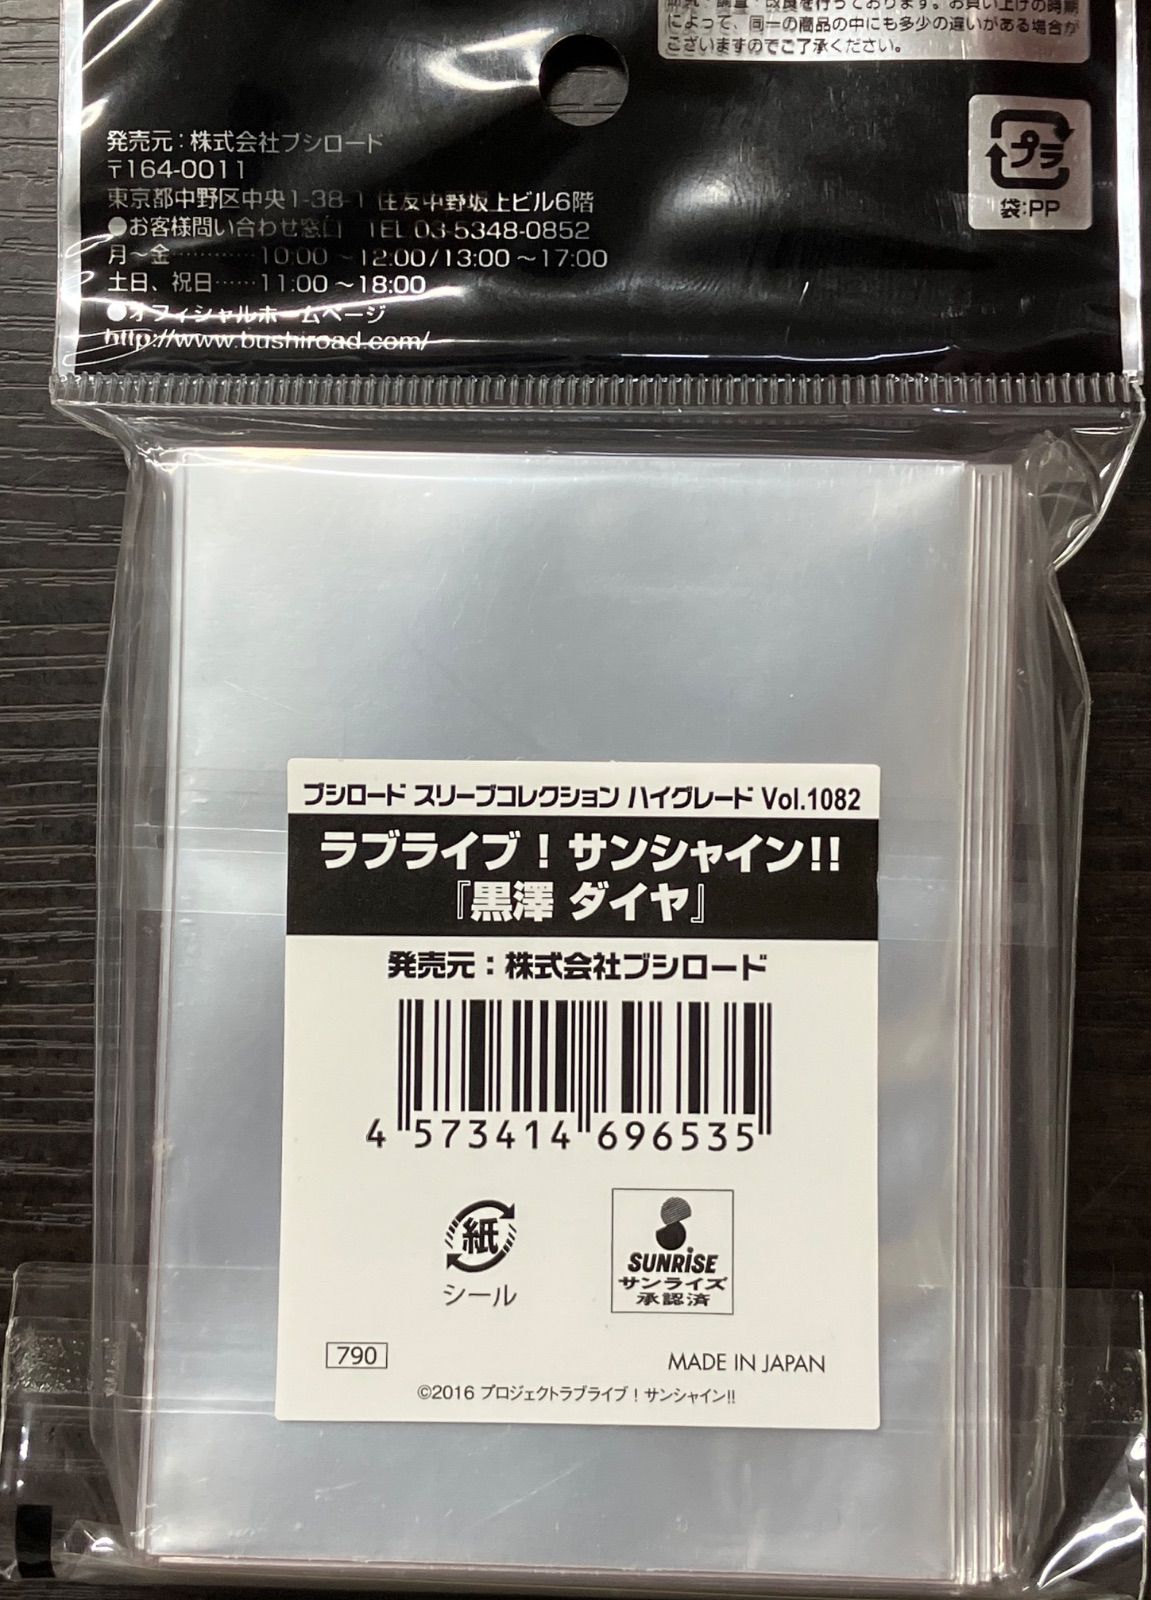 によって、同一の商品の中にも多少の違いがある場合が
ございますのでご了承ください。
プラ
袋:PP
発売元：株式会社ブシロード
〒164-0011
東京都中野区中央1-38-1 住友中野坂上ビル6階
●お客様問い合わせ窓口 TEL 03-5348-0852
月～金…………10:00 ～12:00/13:00 ～17:00
土日、祝日……11:00 ～18:00
●オフィシャルホームページ
http://www.bushiroad.com/
ブシロード スリーブコレクション ハイグレード Vol.1082
ラブライブ！サンシャイン!!
『黒澤 ダイヤ』
発売元：株式会社ブシロード
4 573414 696535
紙
シール
SUNRISE
サンライズ
承認済
790
MADE IN JAPAN
©2016 プロジェクトラブライブ！サンシャイン!!